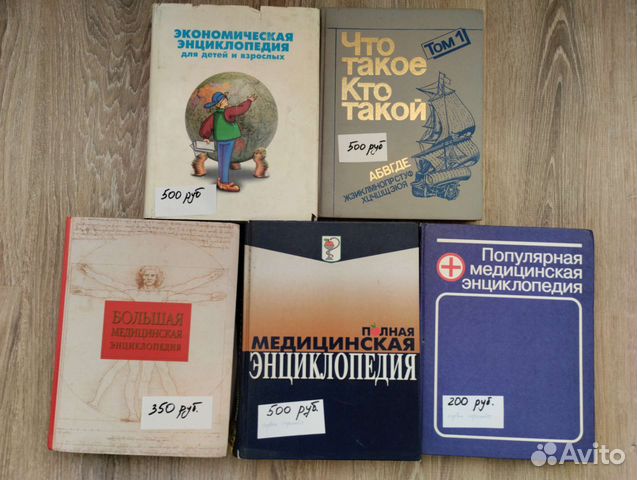 ЭКОНОМИЧЕСКАЯ
ЭНЦИКЛОПЕДИЯ
для детей и взрослых
500 руб
Что
такое
Кто
такой
Том 1
500 руб
АБВГДЕ
ЖЗИКЛМНОПРСТУФ
ХЦЧШЩЭЮЯ
БОЛЬШАЯ
МЕДИЦИНСКАЯ
ЭНЦИКЛОПЕДИЯ
350 руб.
ПОЛНАЯ
МЕДИЦИНСКАЯ
ЭНЦИКЛОПЕДИЯ
500 руб.
Популярная
медицинская
энциклопедия
200 руб.
Avito